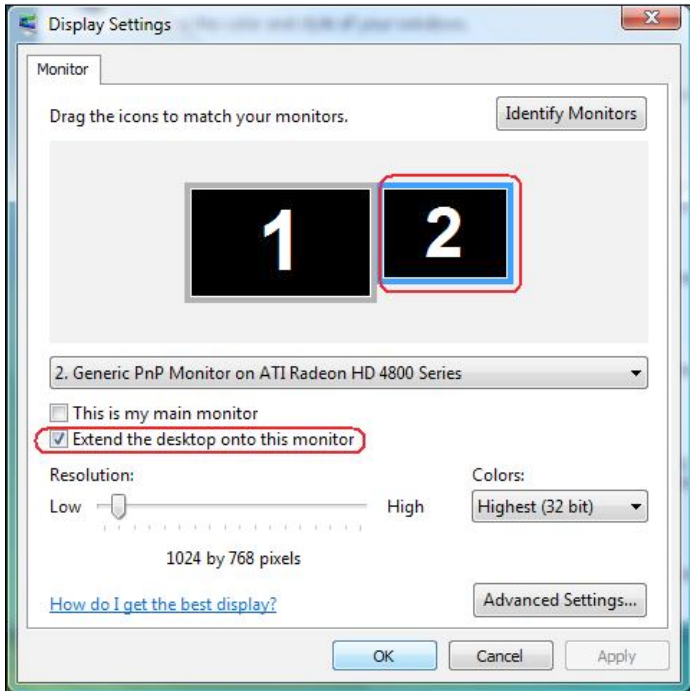 Display Settings
Monitor
Drag the icons to match your monitors.
Identify Monitors
1
2
2. Generic PnP Monitor on ATI Radeon HD 4800 Series
This is my main monitor
Extend the desktop onto this monitor
Resolution:
Colors:
Low
High
Highest (32 bit)
1024 by 768 pixels
How do I get the best display?
Advanced Settings...
OK
Cancel
Apply